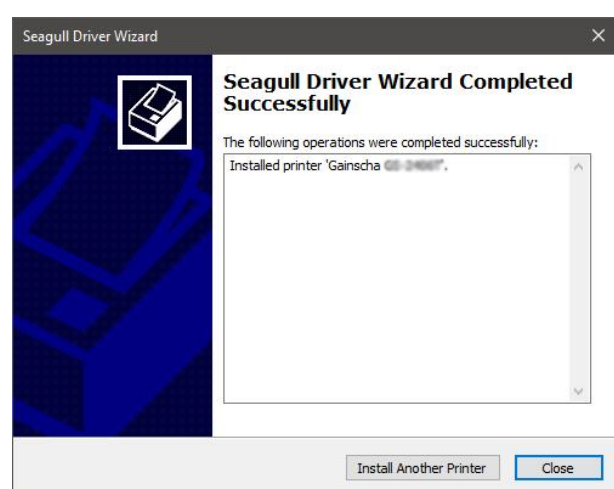 Seagull Driver Wizard
Seagull Driver Wizard Completed
Successfully
The following operations were completed successfully:
Installed printer 'Gainscha
Install Another Printer
Close